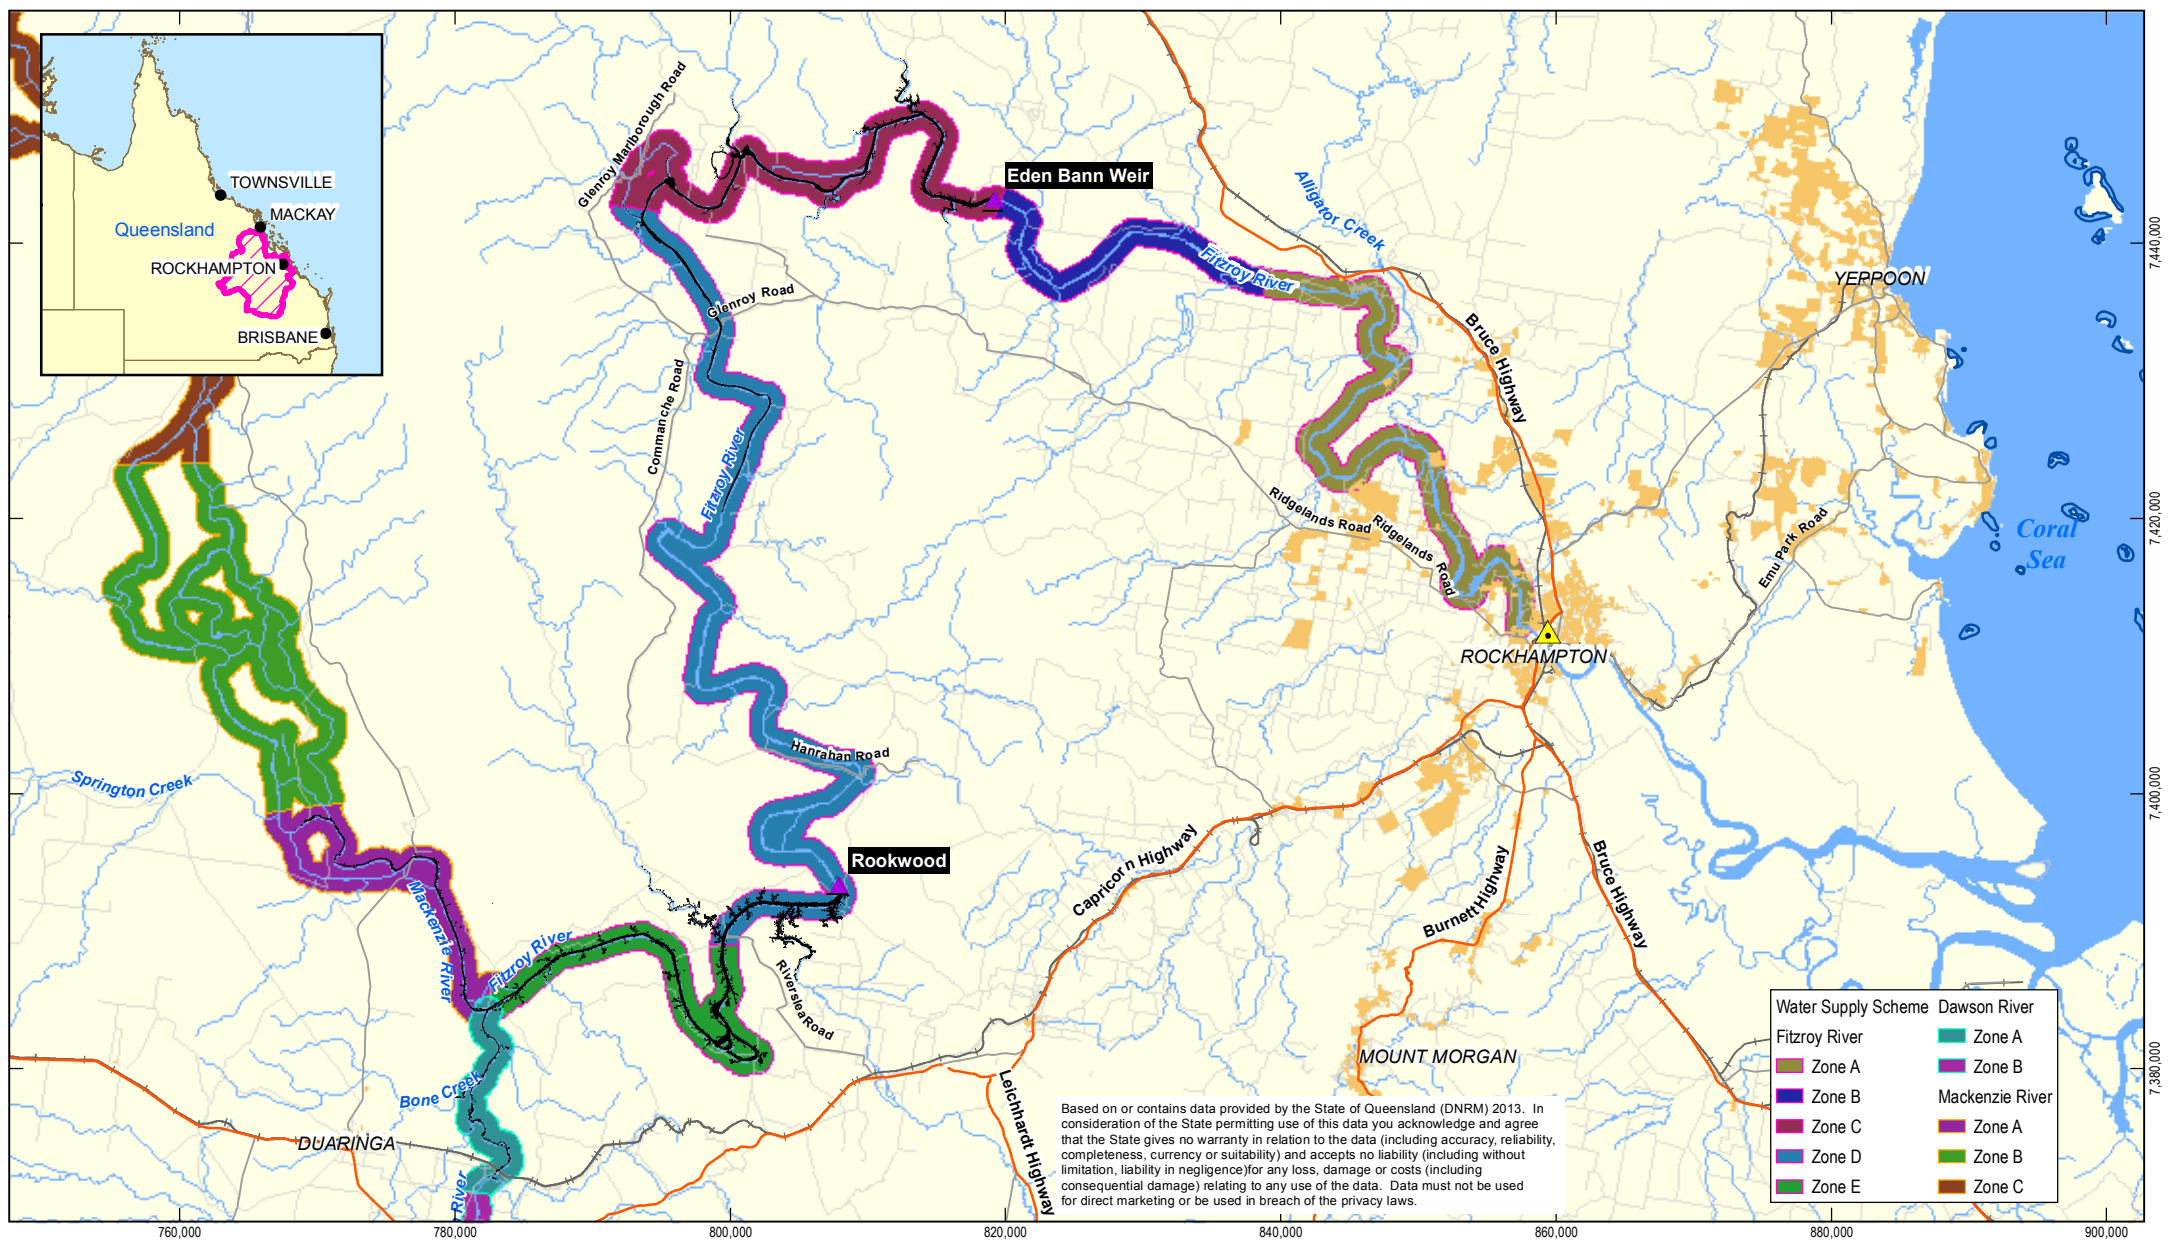 TOWNSVILLE
MACKAY
Queensland
ROCKHAMPTON
BRISBANE
Glenroy Marlborough Road
Eden Bann Weir
Alligator Creek
Fitzroy River
YEPPOON
7,440,000
Glenroy Road
Bruce Highway
Commanche Road
Fitzroy River
Ridgelands Road
Ridgelands
Road
Emu Park Road
Coral
Sea
7,420,000
ROCKHAMPTON
Hanrahan Road
Springton Creek
7,400,000
Rookwood
Capricorn Highway
Burnett Highway
Bruce Highway
Mackenzie River
Fitzroy River
Riverslea Road
MOUNT MORGAN
7,380,000
Bone Creek
DUARINGA
River
Leichhardt Highway
Based on or contains data provided by the State of Queensland (DNRM) 2013. In
consideration of the State permitting use of this data you acknowledge and agree
that the State gives no warranty in relation to the data (including accuracy, reliability,
completeness, currency or suitability) and accepts no liability (including without
limitation, liability in negligence)for any loss, damage or costs (including
consequential damage) relating to any use of the data. Data must not be used
for direct marketing or be used in breach of the privacy laws.
Water Supply Scheme
Fitzroy River
Zone A
Zone B
Zone C
Zone D
Zone E
Dawson River
Zone A
Zone B
Mackenzie River
Zone A
Zone B
Zone C
760,000
780,000
800,000
820,000
840,000
860,000
880,000
900,000